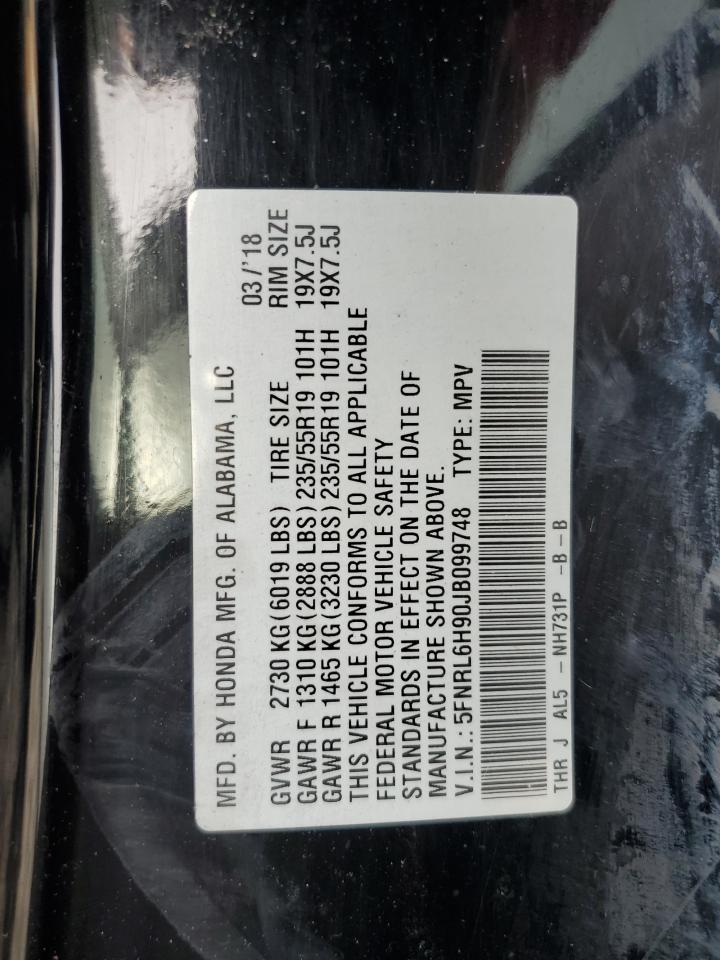 MFD. BY HONDA MFG. OF ALABAMA, LLC 03/'18
GVWR 2730 KG(6019 LBS) TIRE SIZE RIM SIZE
GAWR F 1310 KG(2888 LBS)235/55R19 101H 19X7.5J
GAWR R 1465 KG(3230 LBS)235/55R19 101H 19X7.5J
THIS VEHICLE CONFORMS TO ALL APPLICABLE
FEDERAL MOTOR VEHICLE SAFETY
STANDARDS IN EFFECT ON THE DATE OF
MANUFACTURE SHOWN ABOVE.
V.I.N.: 5FNRL6H90JB099748 TYPE: MPV
THR J AL5 -NH731P -B-B